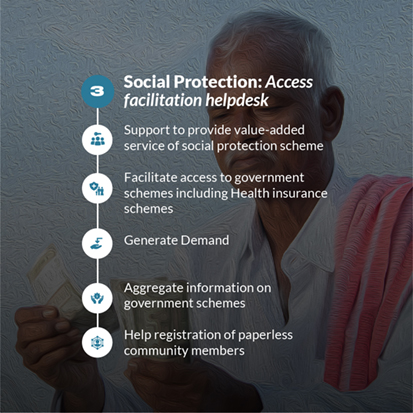 3
Social Protection: Access
facilitation helpdesk
Support to provide value-added
service of social protection scheme
Facilitate access to government
schemes including Health insurance
schemes
Generate Demand
Aggregate information on
government schemes
Help registration of paperless
community members